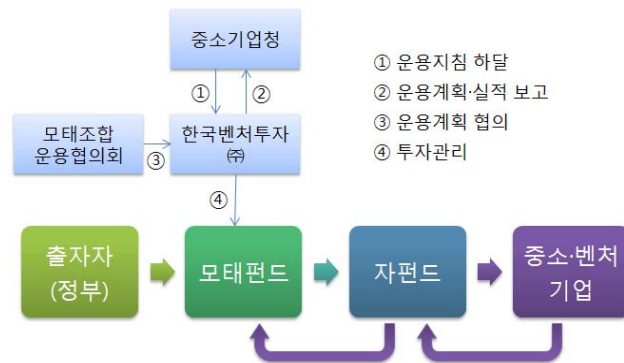 중소기업청
① ②
모태조합
운용협의회
③
한국벤처투자
㈜
④
① 운용지침 하달
② 운용계획·실적 보고
③ 운용계획 협의
④ 투자관리
출자자
(정부)
모태펀드
자펀드
중소·벤처
기업